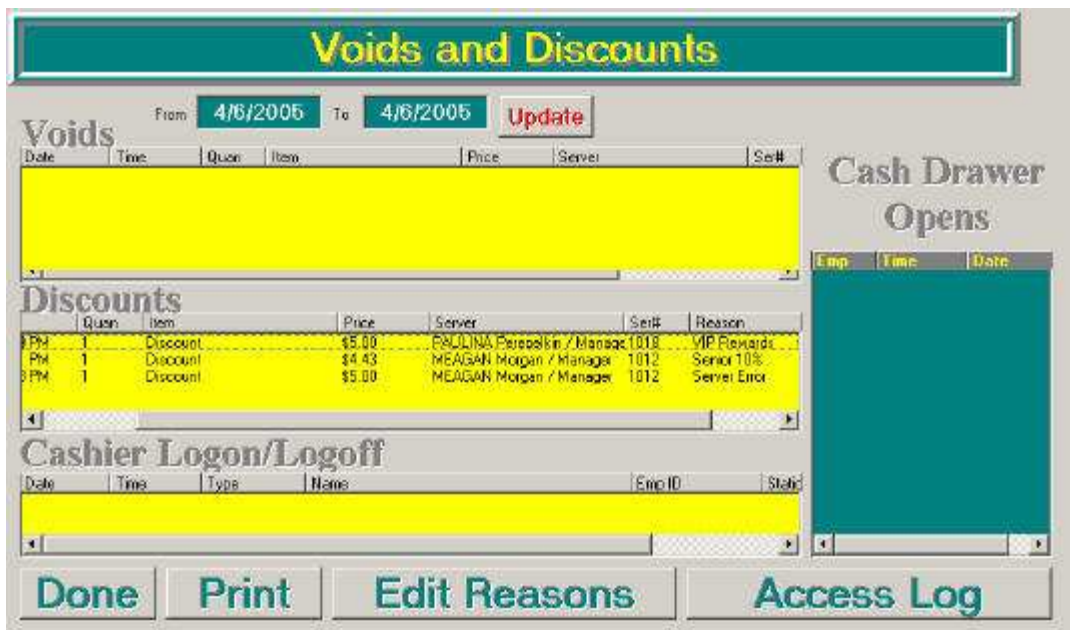 Voids and Discounts
From 4/6/2005 To 4/6/2005 Update
Voids
Date Time Quan Item Price Server Ser#
Cash Drawer
Opens
Emp Time Date
Discounts
Quan Item Price Server Ser# Reason
PM 1 Discount $5.00 PAULINA / Manage 1018 VIP Rewards
PM 1 Discount $4.43 MEAGAN Morgan / Manager 1012 Senior 10%
PM 1 Discount $5.00 MEAGAN Morgan / Manager 1012 Server Error
Cashier Logon/Logoff
Date Time Type Name Emp ID Static
Done Print Edit Reasons Access Log